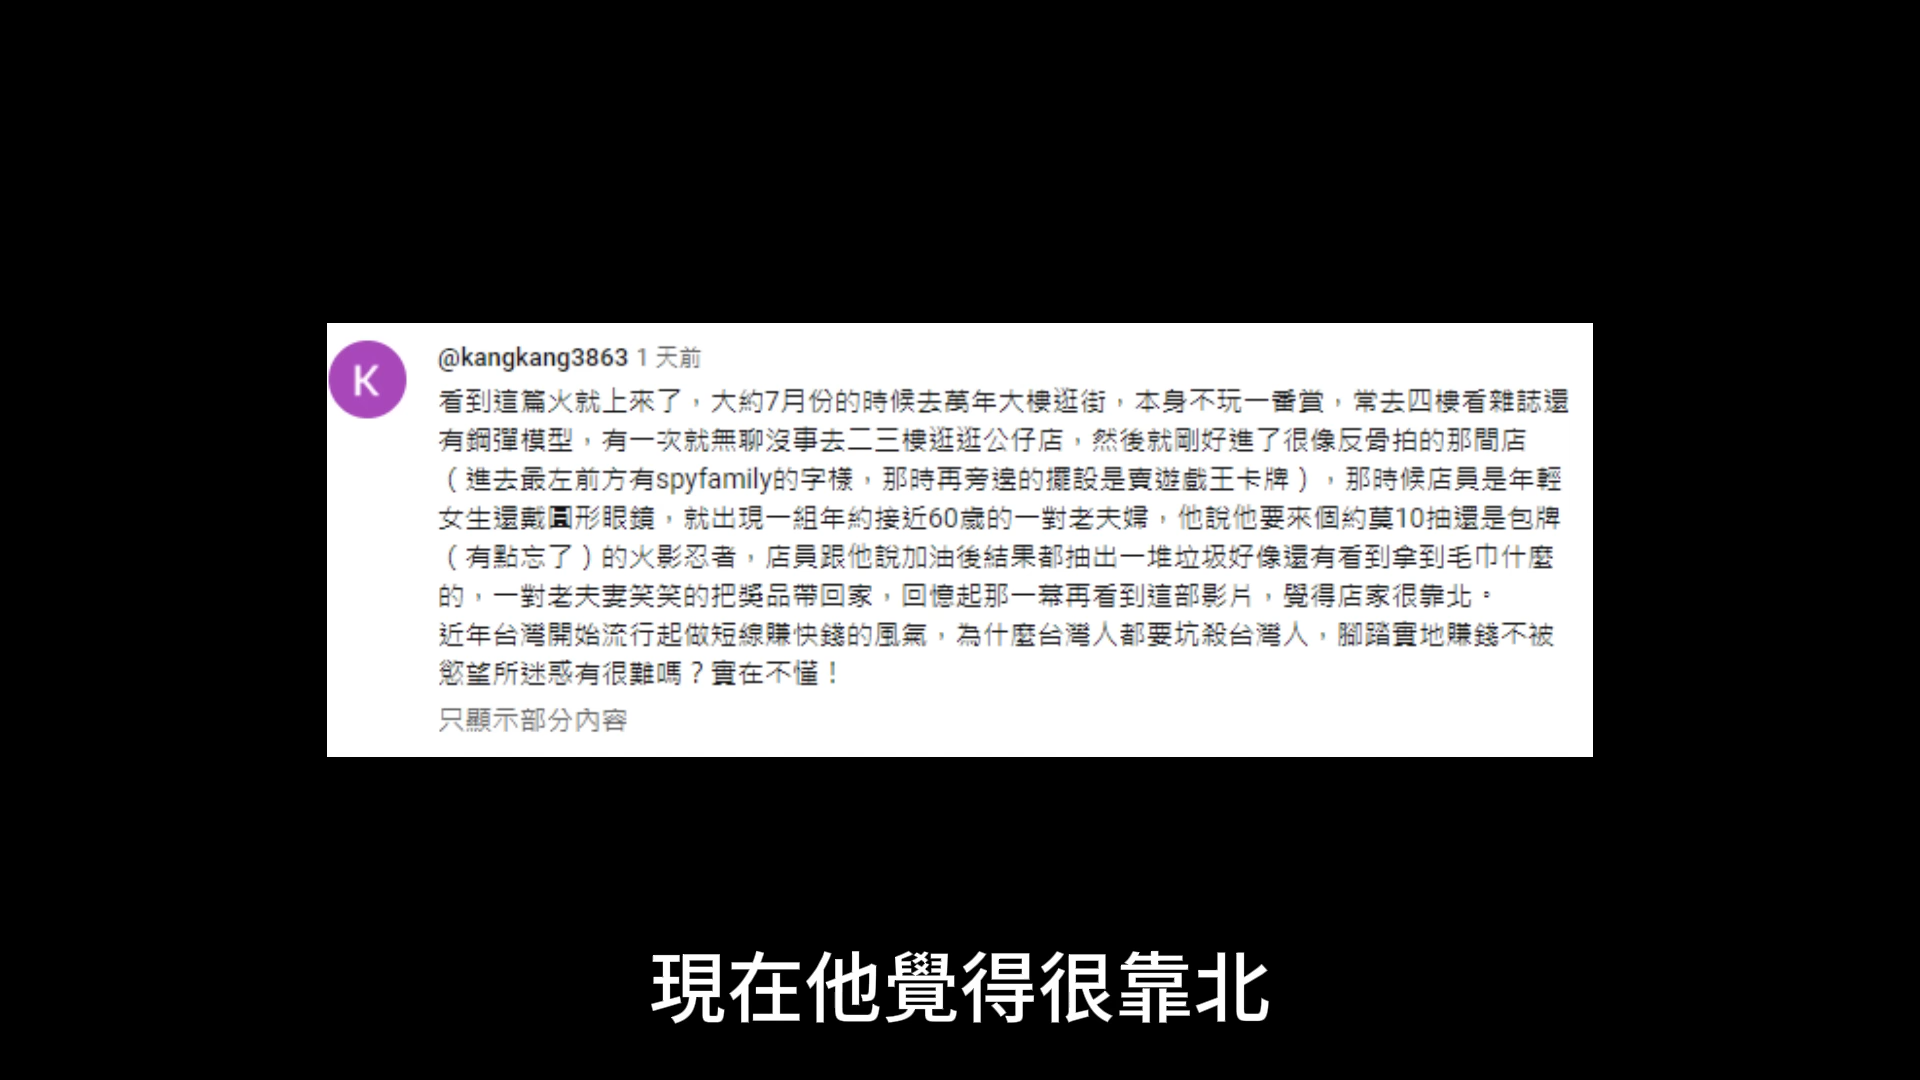 K
@kangkang3863 1 天前
看到這篇火就上來了，大約7月份的時候去萬年大樓逛街，本身不玩一番賞，常去四樓看雜誌還
有鋼彈模型，有一次就無聊沒事去二三樓逛逛公仔店，然後就剛好進了很像反骨拍的那間店
（進去最左前方有spyfamily的字樣，那時再旁邊的擺設是賣遊戲王卡牌），那時候店員是年輕
女生還戴圓形眼鏡，就出現一組年約接近60歲的一對老夫婦，他說他要來個約莫10抽還是包牌
（有點忘了）的火影忍者，店員跟他說加油後結果都抽出一堆垃圾好像還有看到拿到毛巾什麼
的，一對老夫妻笑笑的把獎品帶回家，回憶起那一幕再看到這部影片，覺得店家很靠北。
近年台灣開始流行起做短線賺快錢的風氣，為什麼台灣人都要坑殺台灣人，腳踏實地賺錢不被
慾望所迷惑有很難嗎？實在不懂！
只顯示部分內容
現在他覺得很靠北